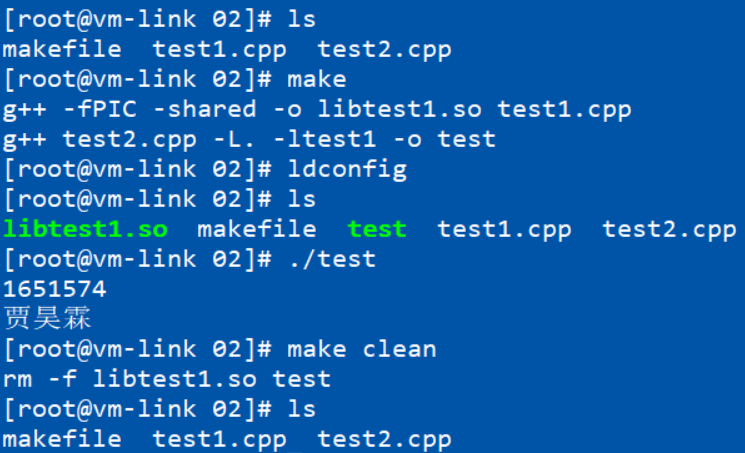 [root@vm-link 02]# ls
makefile  test1.cpp  test2.cpp
[root@vm-link 02]# make
g++ -fPIC -shared -o libtest1.so test1.cpp
g++ test2.cpp -L. -ltest1 -o test
[root@vm-link 02]# ldconfig
[root@vm-link 02]# ls
libtest1.so  makefile  test  test1.cpp  test2.cpp
[root@vm-link 02]# ./test
1651574
贾昊霖
[root@vm-link 02]# make clean
rm -f libtest1.so test
[root@vm-link 02]# ls
makefile  test1.cpp  test2.cpp